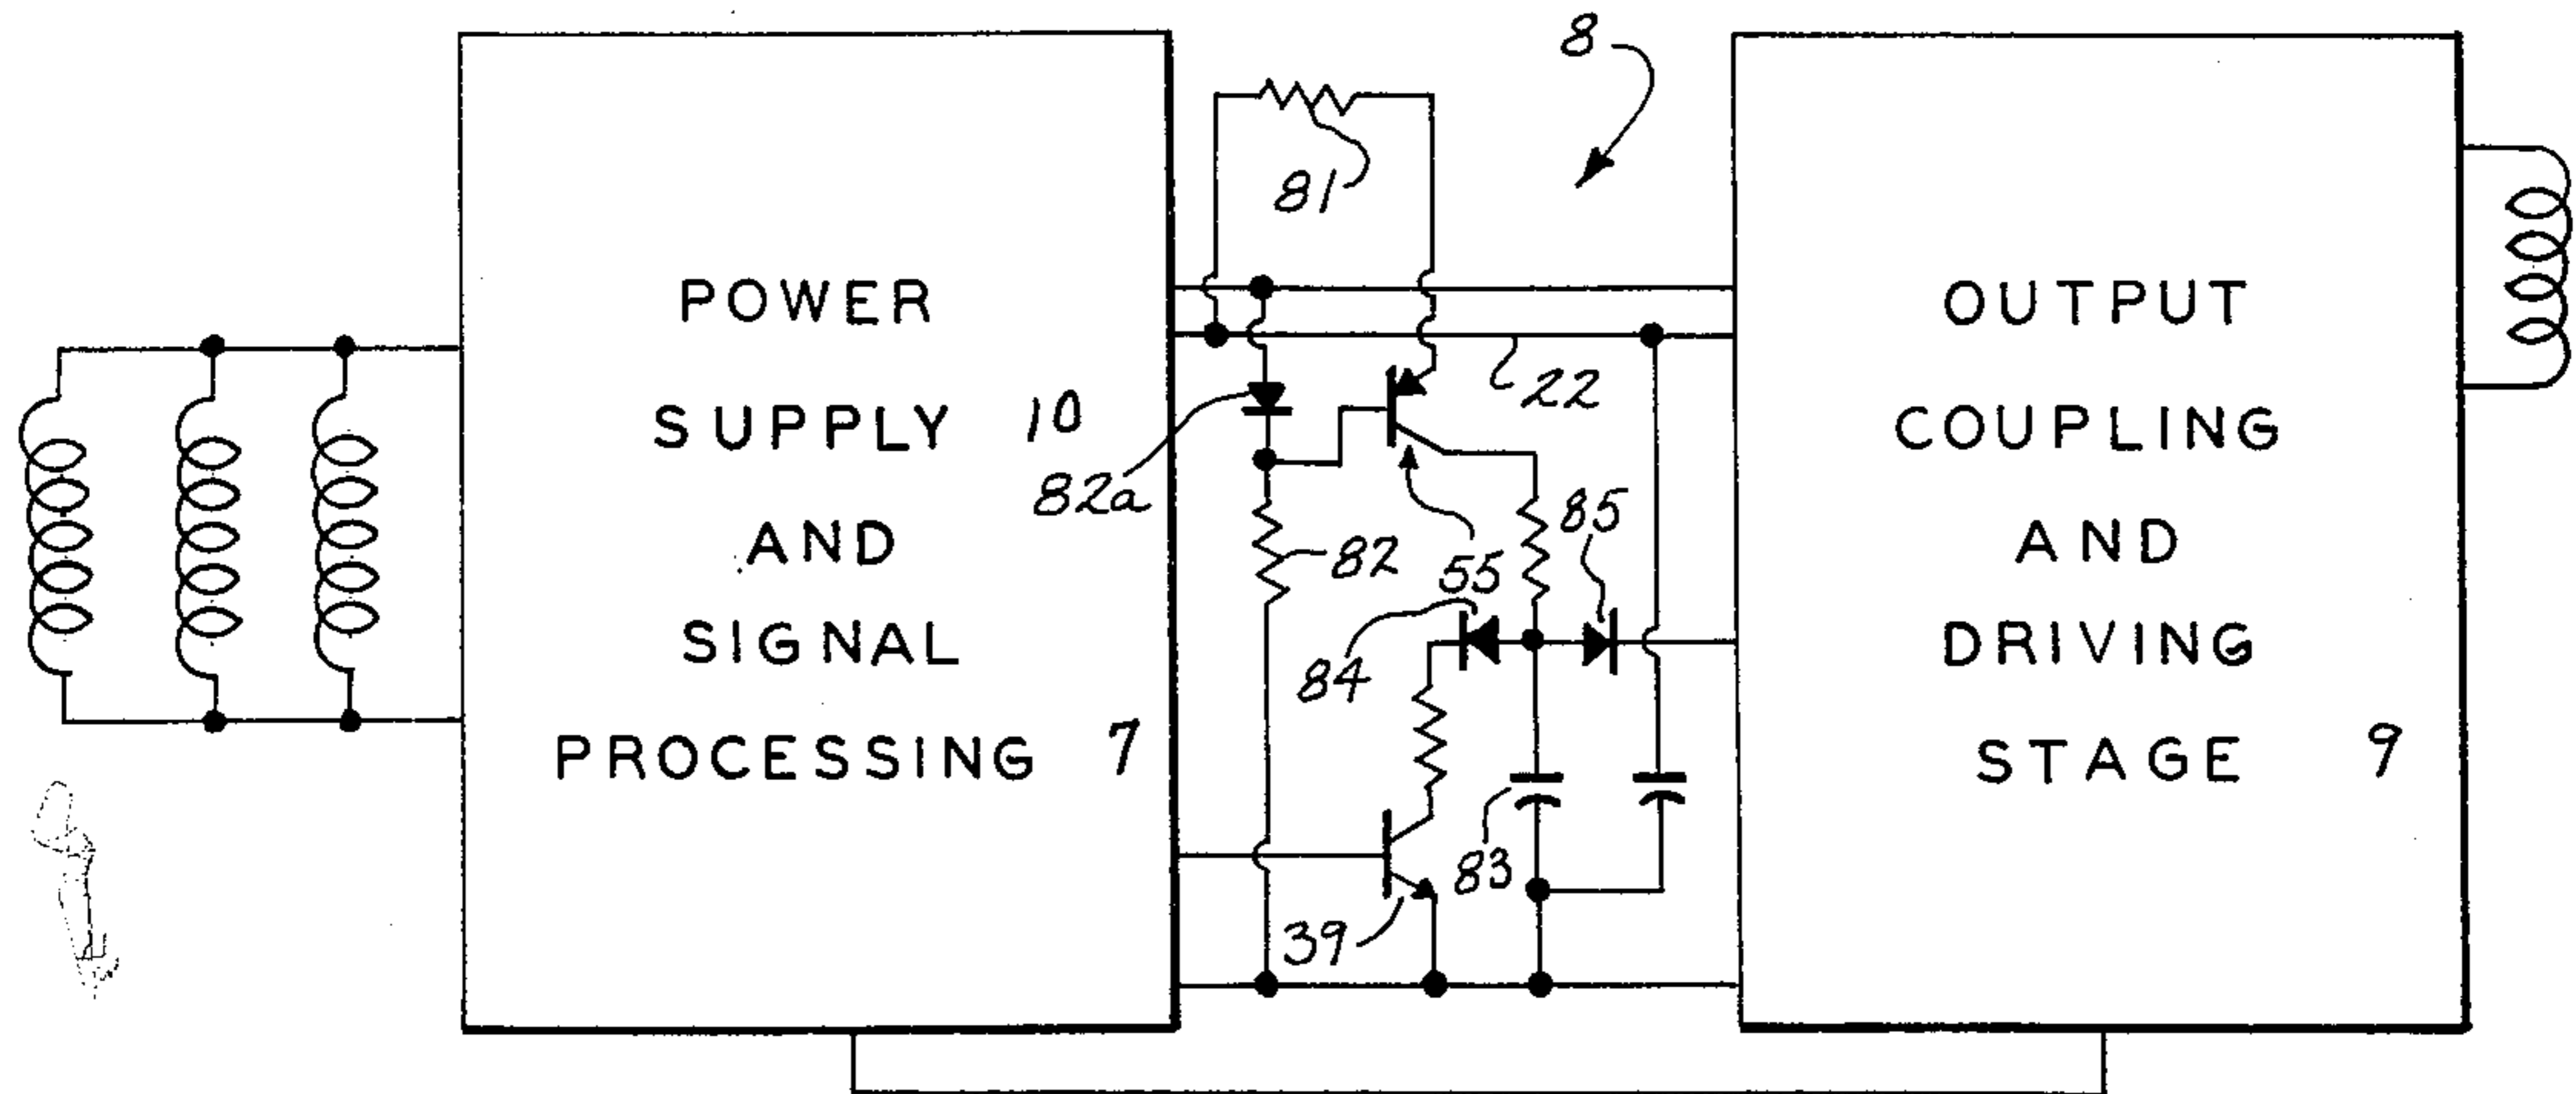 8
81
POWER
SUPPLY 10
AND
SIGNAL
PROCESSING 7
82a
22
82
55
85
84
83
39
OUTPUT
COUPLING
AND
DRIVING
STAGE 9